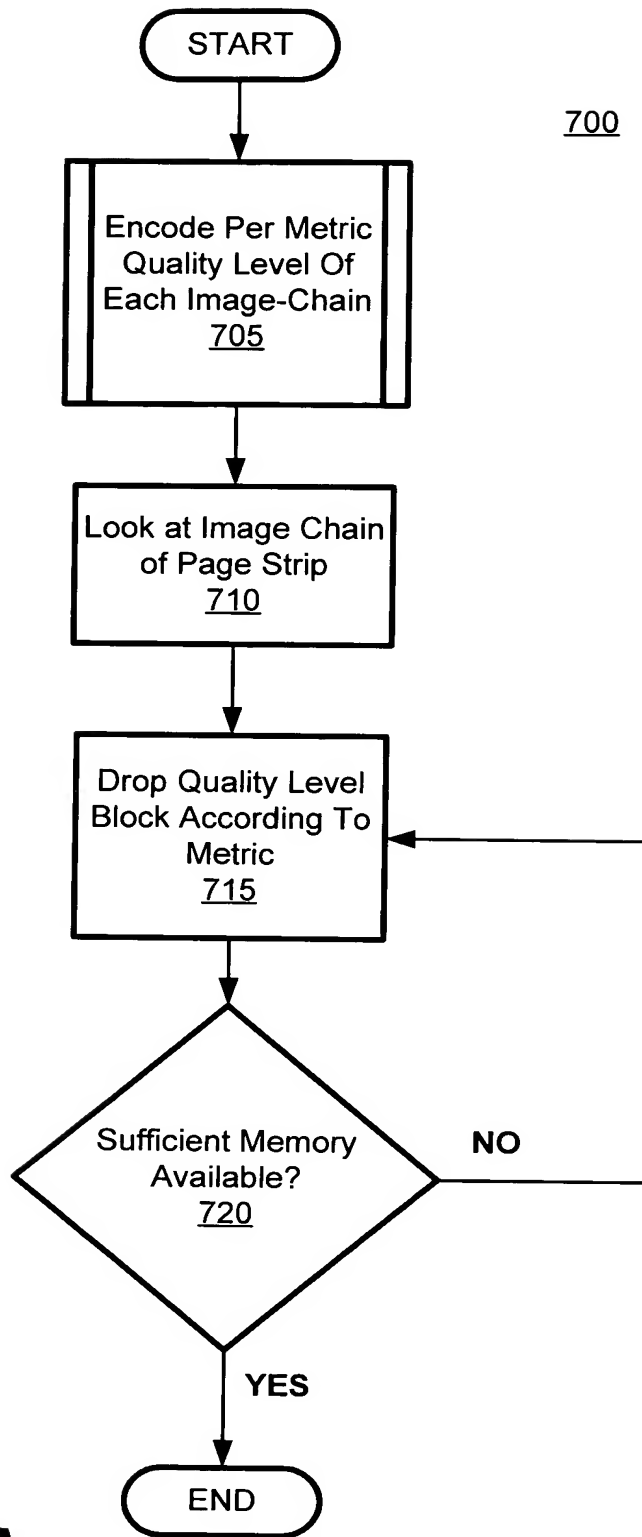 START
700
Encode Per Metric
Quality Level Of
Each Image-Chain
705
Look at Image Chain
of Page Strip
710
Drop Quality Level
Block According To
Metric
715
Sufficient Memory
Available?
720
NO
YES
END